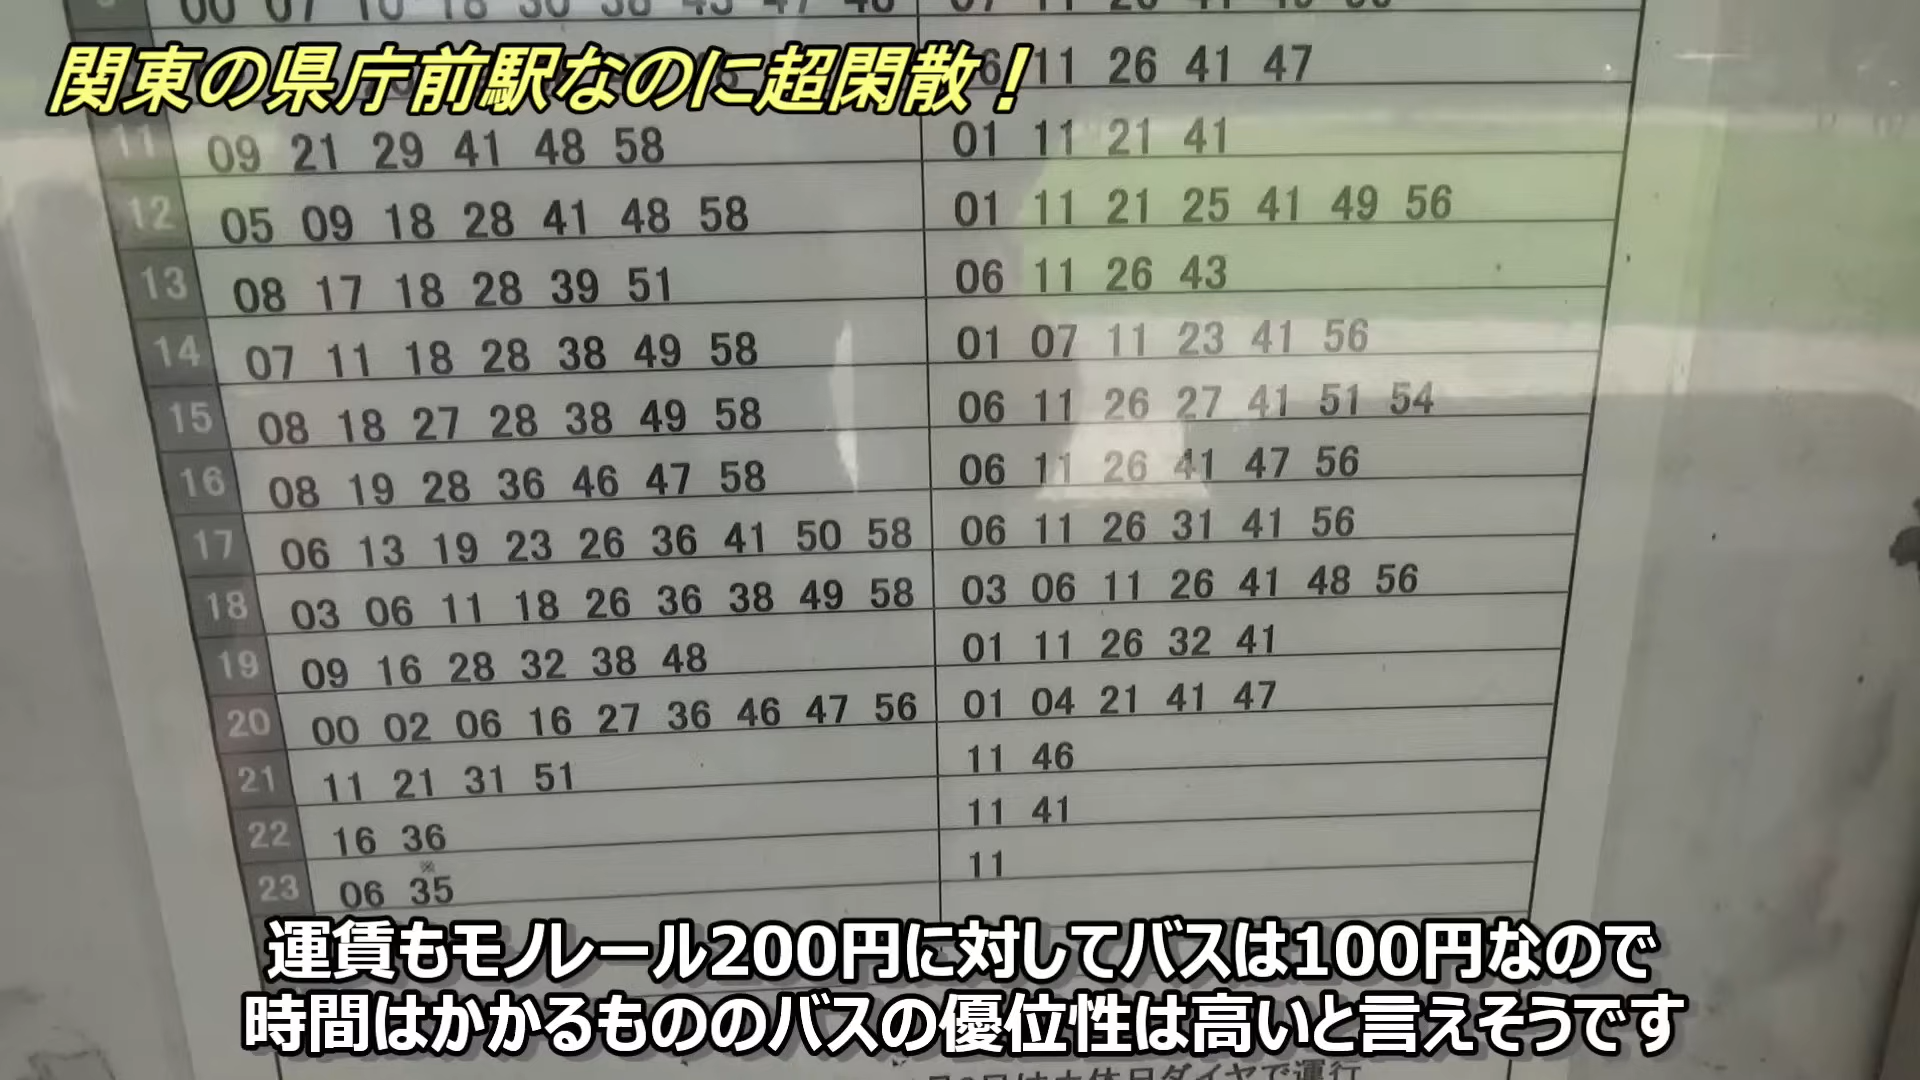 関東の県庁前駅なのに超閑散！
11 26 41 47
11 09 21 29 41 48 58 01 11 21 41
12 05 09 18 28 41 48 58 01 11 21 25 41 49 56
13 08 17 18 28 39 51 06 11 26 43
14 07 11 18 28 38 49 58 01 07 11 23 41 56
15 08 18 27 28 38 49 58 06 11 26 27 41 51 54
16 08 19 28 36 46 47 58 06 11 26 41 47 56
17 06 13 19 23 26 36 41 50 58 06 11 26 31 41 56
18 03 06 11 18 26 36 38 49 58 03 06 11 26 41 48 56
19 09 16 28 32 38 48 01 11 26 32 41
20 00 02 06 16 27 36 46 47 56 01 04 21 41 47
21 11 21 31 51 11 46
22 16 36 11 41
※
23 06 35 11
運賃もモノレール200円に対してバスは100円なので
時間はかかるもののバスの優位性は高いと言えそうです